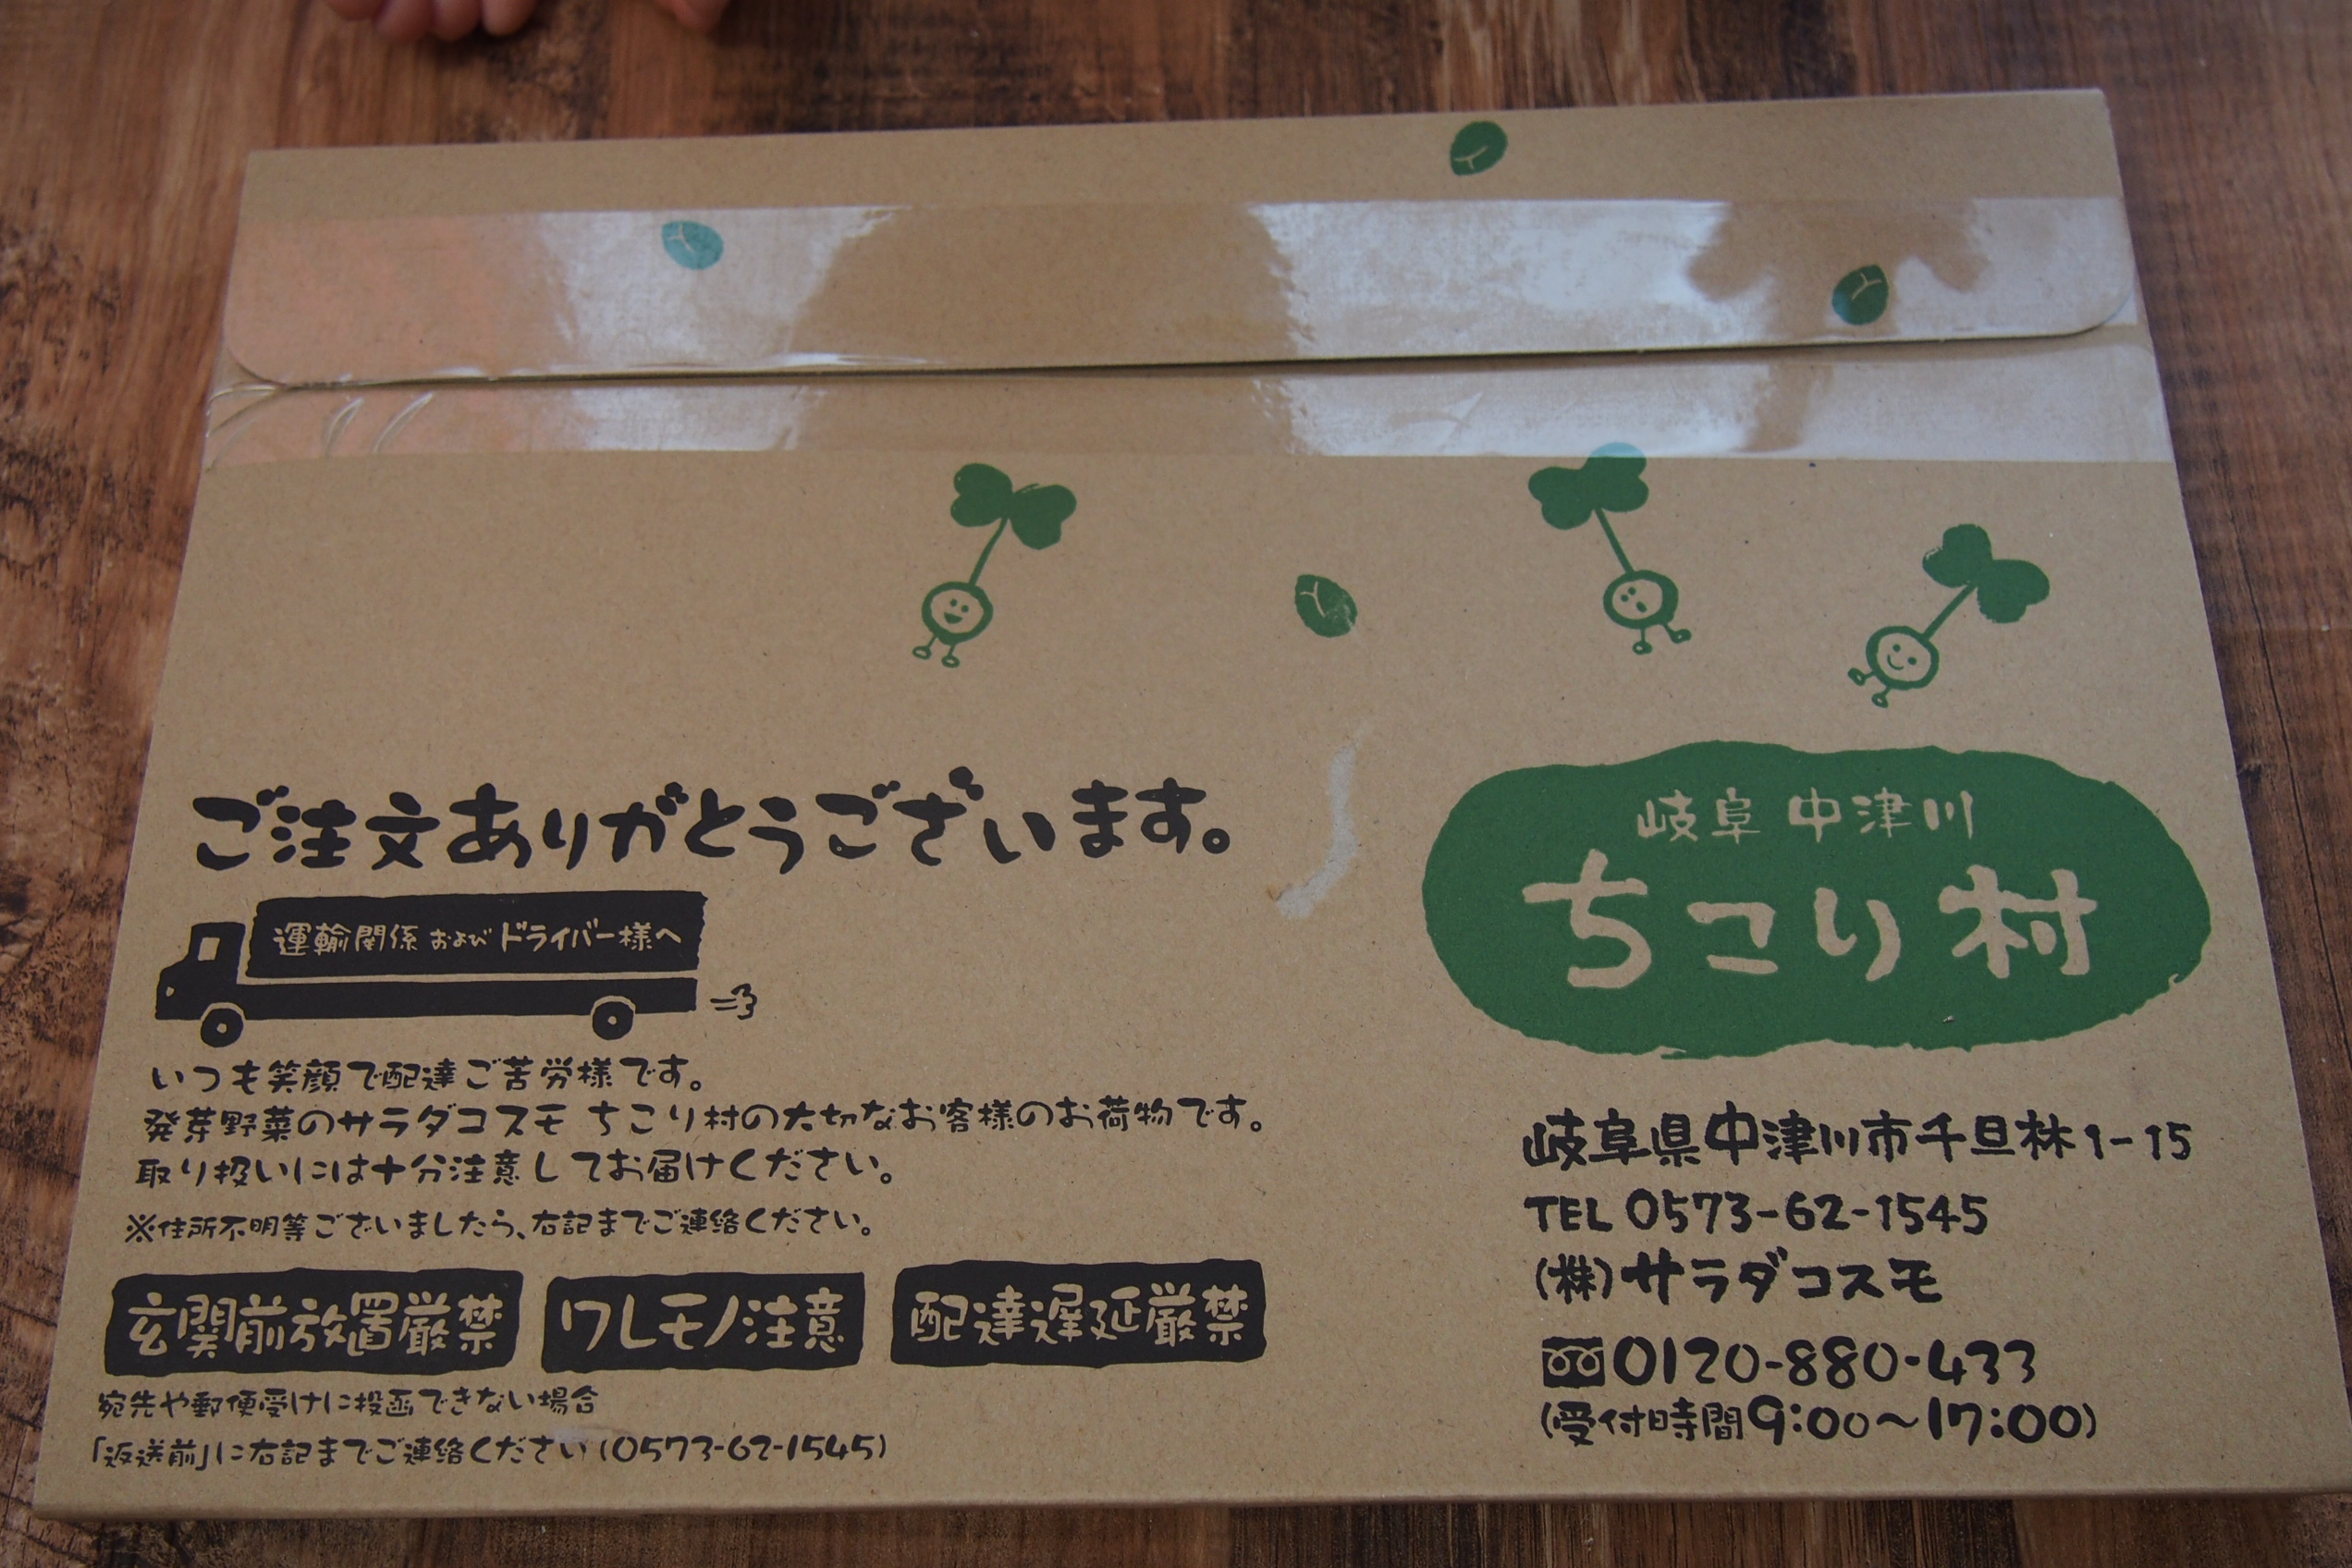 ご注文ありがとうございます。
運輸関係およびドライバー様へ
いつも笑顔で配達ご苦労様です。
発芽野菜のサラダコスモ ちこり村の大切なお客様のお荷物です。
取り扱いには十分注意してお届けください。
※住所不明等ございましたら、右記までご連絡ください。
玄関前放置厳禁
ワレモノ注意
配達遅延厳禁
宛先や郵便受けに投函できない場合
「返送前」に右記までご連絡ください(0573-62-1545)
岐阜 中津川
ちこり村
岐阜県中津川市千旦林1-15
TEL 0573-62-1545
(株)サラダコスモ
0120-880-433
(受付時間9:00〜17:00)